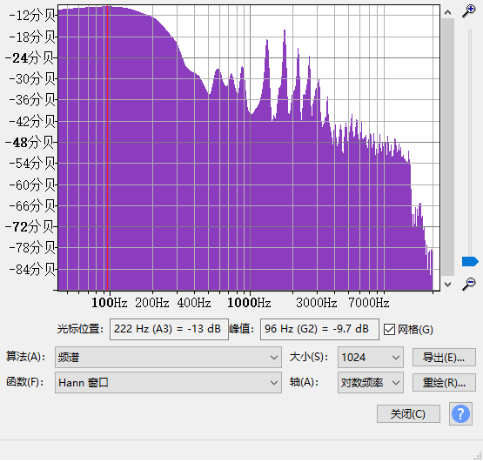 -12分贝
-18分贝
-24分贝
-30分贝
-36分贝
-42分贝
-48分贝
-54分贝
-60分贝
-66分贝
-72分贝
-78分贝
-84分贝
100Hz 200Hz 400Hz 1000Hz 3000Hz 7000Hz
光标位置: 222 Hz (A3) = -13 dB 峰值: 96 Hz (G2) = -9.7 dB 网格(G)
算法(A): 频谱 大小(S): 1024 导出(E)...
函数(F): Hann 窗口 轴(A): 对数频率 重绘(R)...
关闭(C) ?